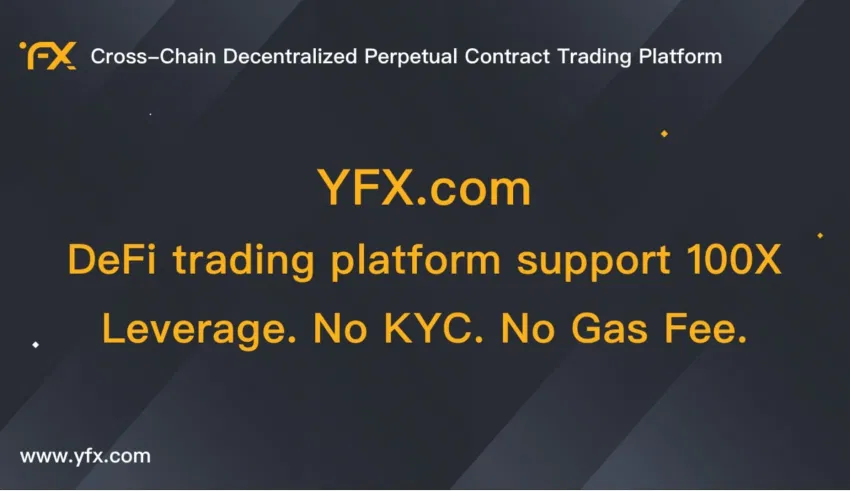 YFX Cross-Chain Decentralized Perpetual Contract Trading Platform
YFX.com
DeFi trading platform support 100X
Leverage. No KYC. No Gas Fee.
www.yfx.com